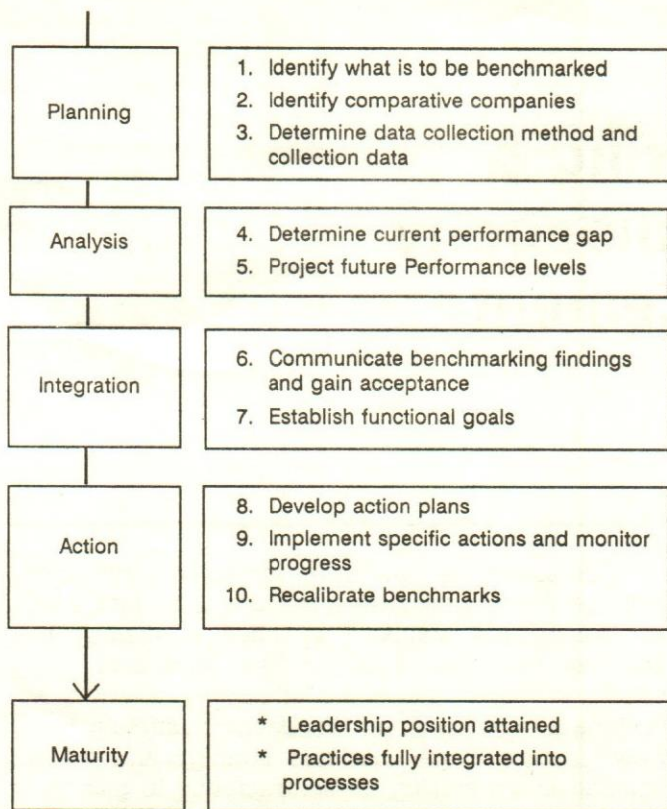 Planning
1. Identify what is to be benchmarked
2. Identify comparative companies
3. Determine data collection method and
collection data
Analysis
4. Determine current performance gap
5. Project future Performance levels
Integration
6. Communicate benchmarking findings
and gain acceptance
7. Establish functional goals
Action
8. Develop action plans
9. Implement specific actions and monitor
progress
10. Recalibrate benchmarks
Maturity
* Leadership position attained
* Practices fully integrated into
processes